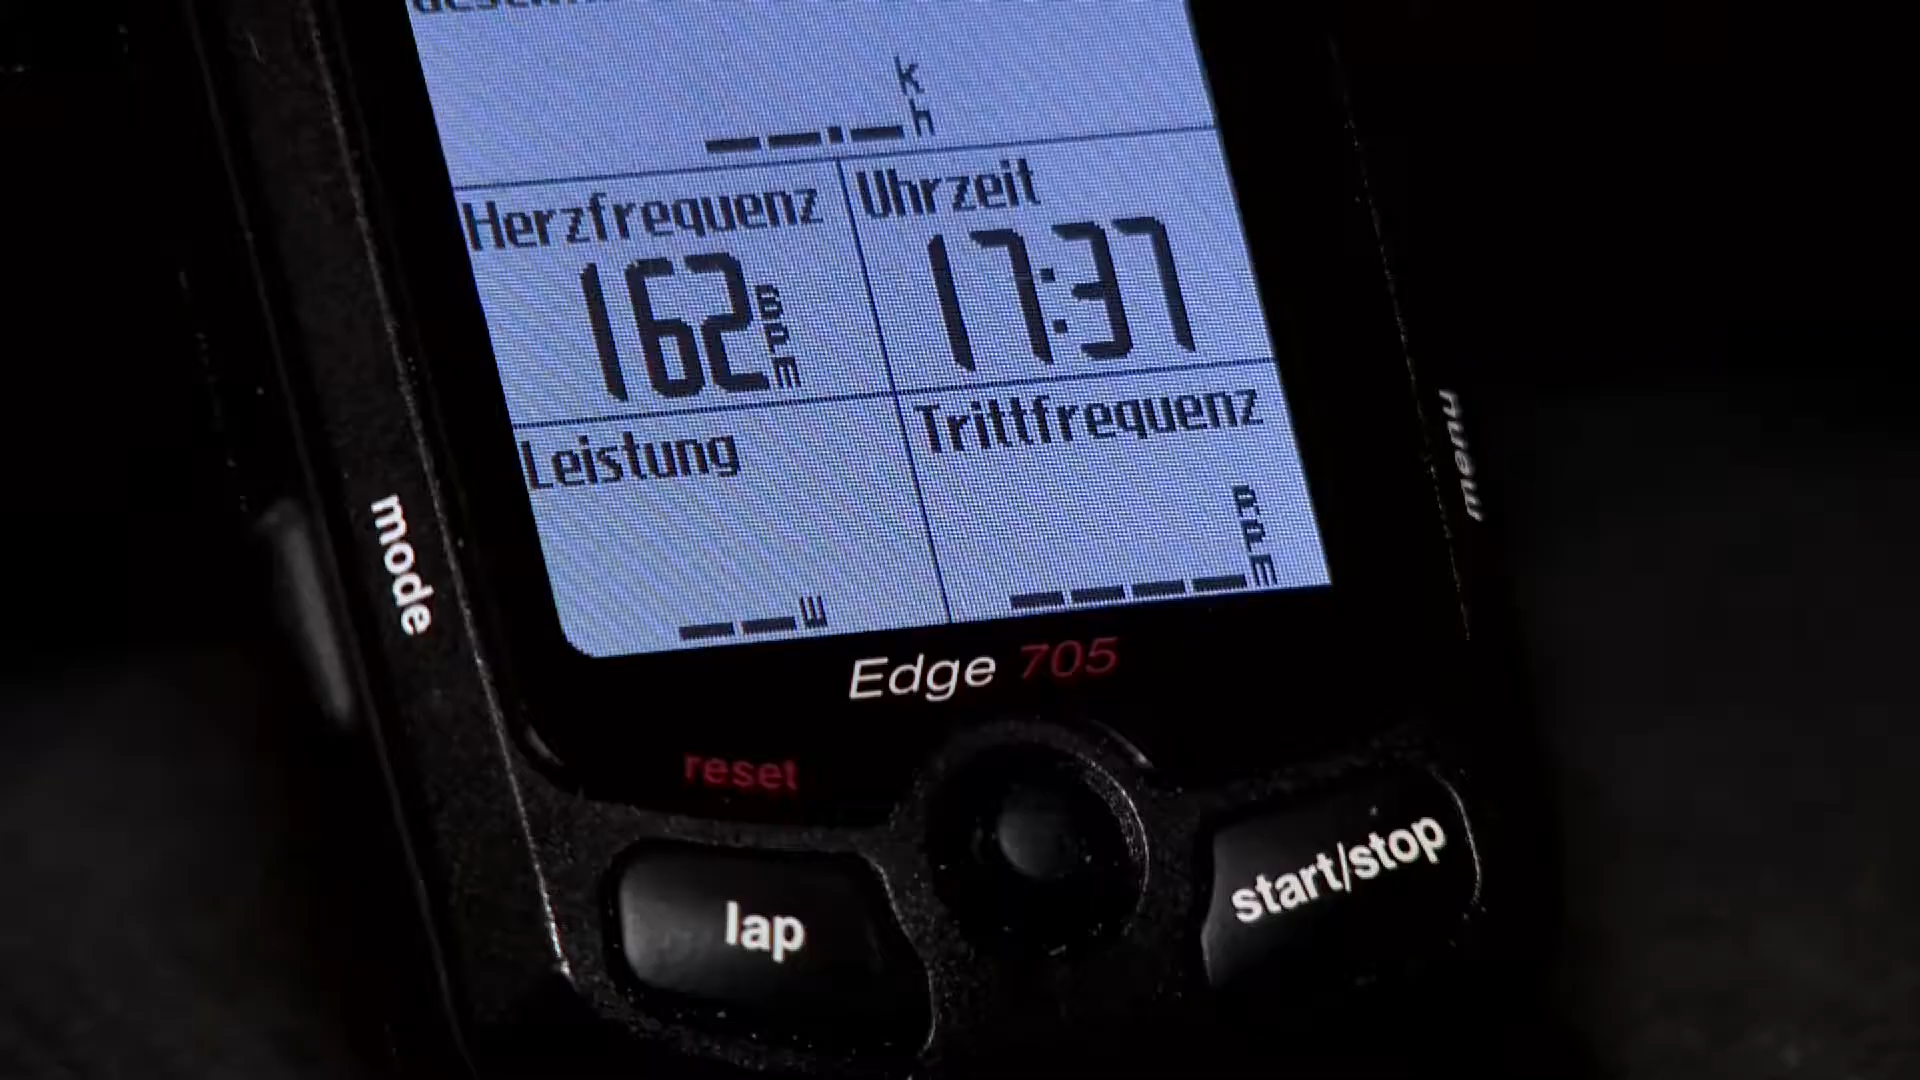 k
h
--.-
Herzfrequenz
162 BPM
Uhrzeit
17:37
Leistung
-- W
Trittfrequenz
---- RPM
mode
menu
Edge 705
reset
lap
start/stop